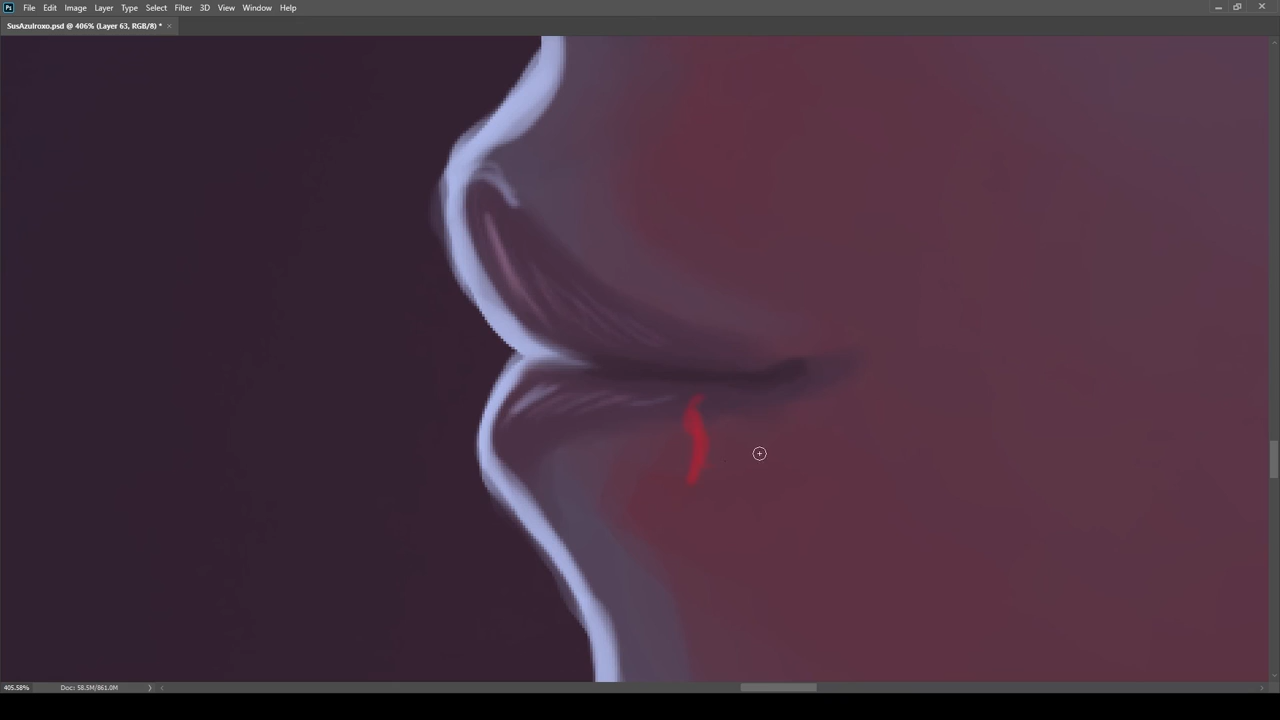 Ps File Edit Image Layer Type Select Filter 3D View Window Help
SusAzulroxo.psd @ 406% (Layer 63, RGB/8) * ×
405.58% Doc: 58.5M/861.0M